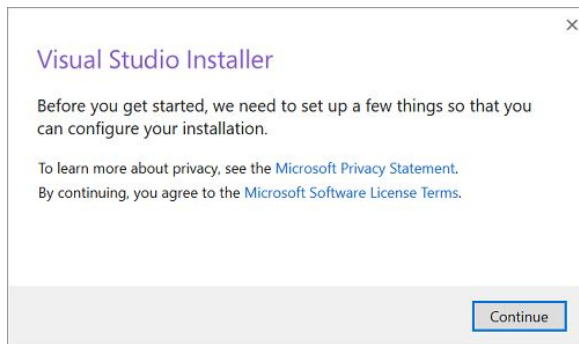 Visual Studio Installer
Before you get started, we need to set up a few things so that you
can configure your installation.
To learn more about privacy, see the Microsoft Privacy Statement.
By continuing, you agree to the Microsoft Software License Terms.
Continue